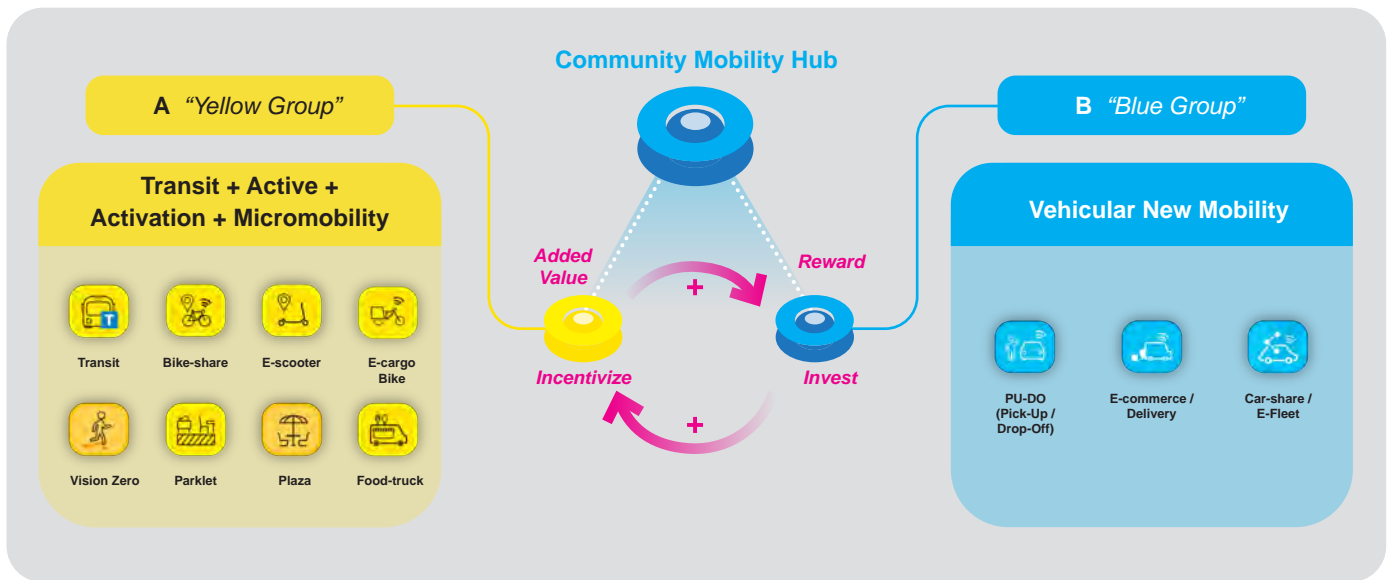 Community Mobility Hub
A “Yellow Group”
B “Blue Group”
Transit + Active +
Activation + Micromobility
Vehicular New Mobility
Added
Value
Reward
+
Incentivize
Invest
+
T
Transit
Bike-share
E-scooter
E-cargo
Bike
Vision Zero
Parklet
Plaza
Food-truck
PU-DO
(Pick-Up /
Drop-Off)
E-commerce /
Delivery
Car-share /
E-Fleet